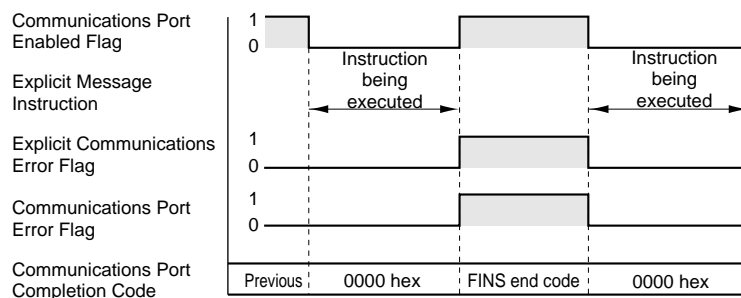 Communications Port
Enabled Flag
1
0
Explicit Message
Instruction
Instruction
being
executed
Instruction
being
executed
Explicit Communications
Error Flag
1
0
Communications Port
Error Flag
1
0
Communications Port
Completion Code
Previous
0000 hex
FINS end code
0000 hex